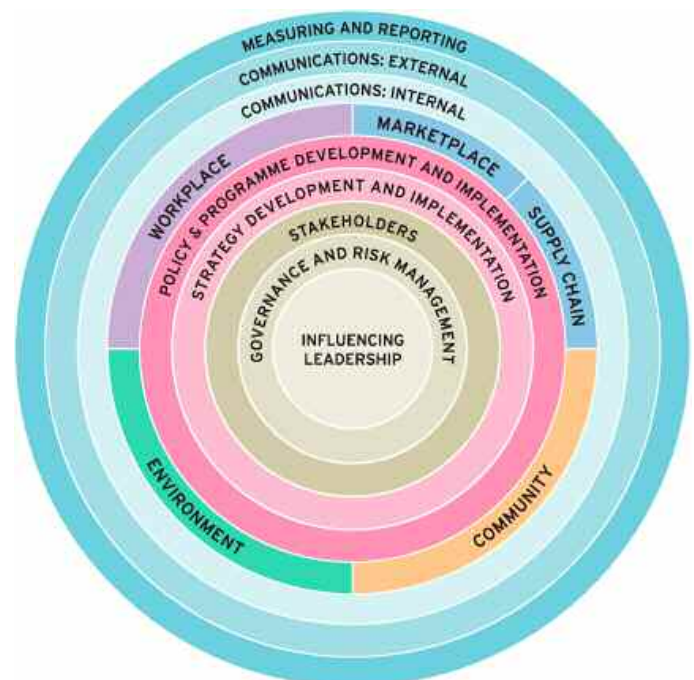 MEASURING AND REPORTING
COMMUNICATIONS: EXTERNAL
COMMUNICATIONS: INTERNAL
WORKPLACE
MARKETPLACE
SUPPLY CHAIN
POLICY & PROGRAMME DEVELOPMENT AND IMPLEMENTATION
STRATEGY DEVELOPMENT AND IMPLEMENTATION
STAKEHOLDERS
GOVERNANCE AND RISK MANAGEMENT
INFLUENCING
LEADERSHIP
ENVIRONMENT
COMMUNITY